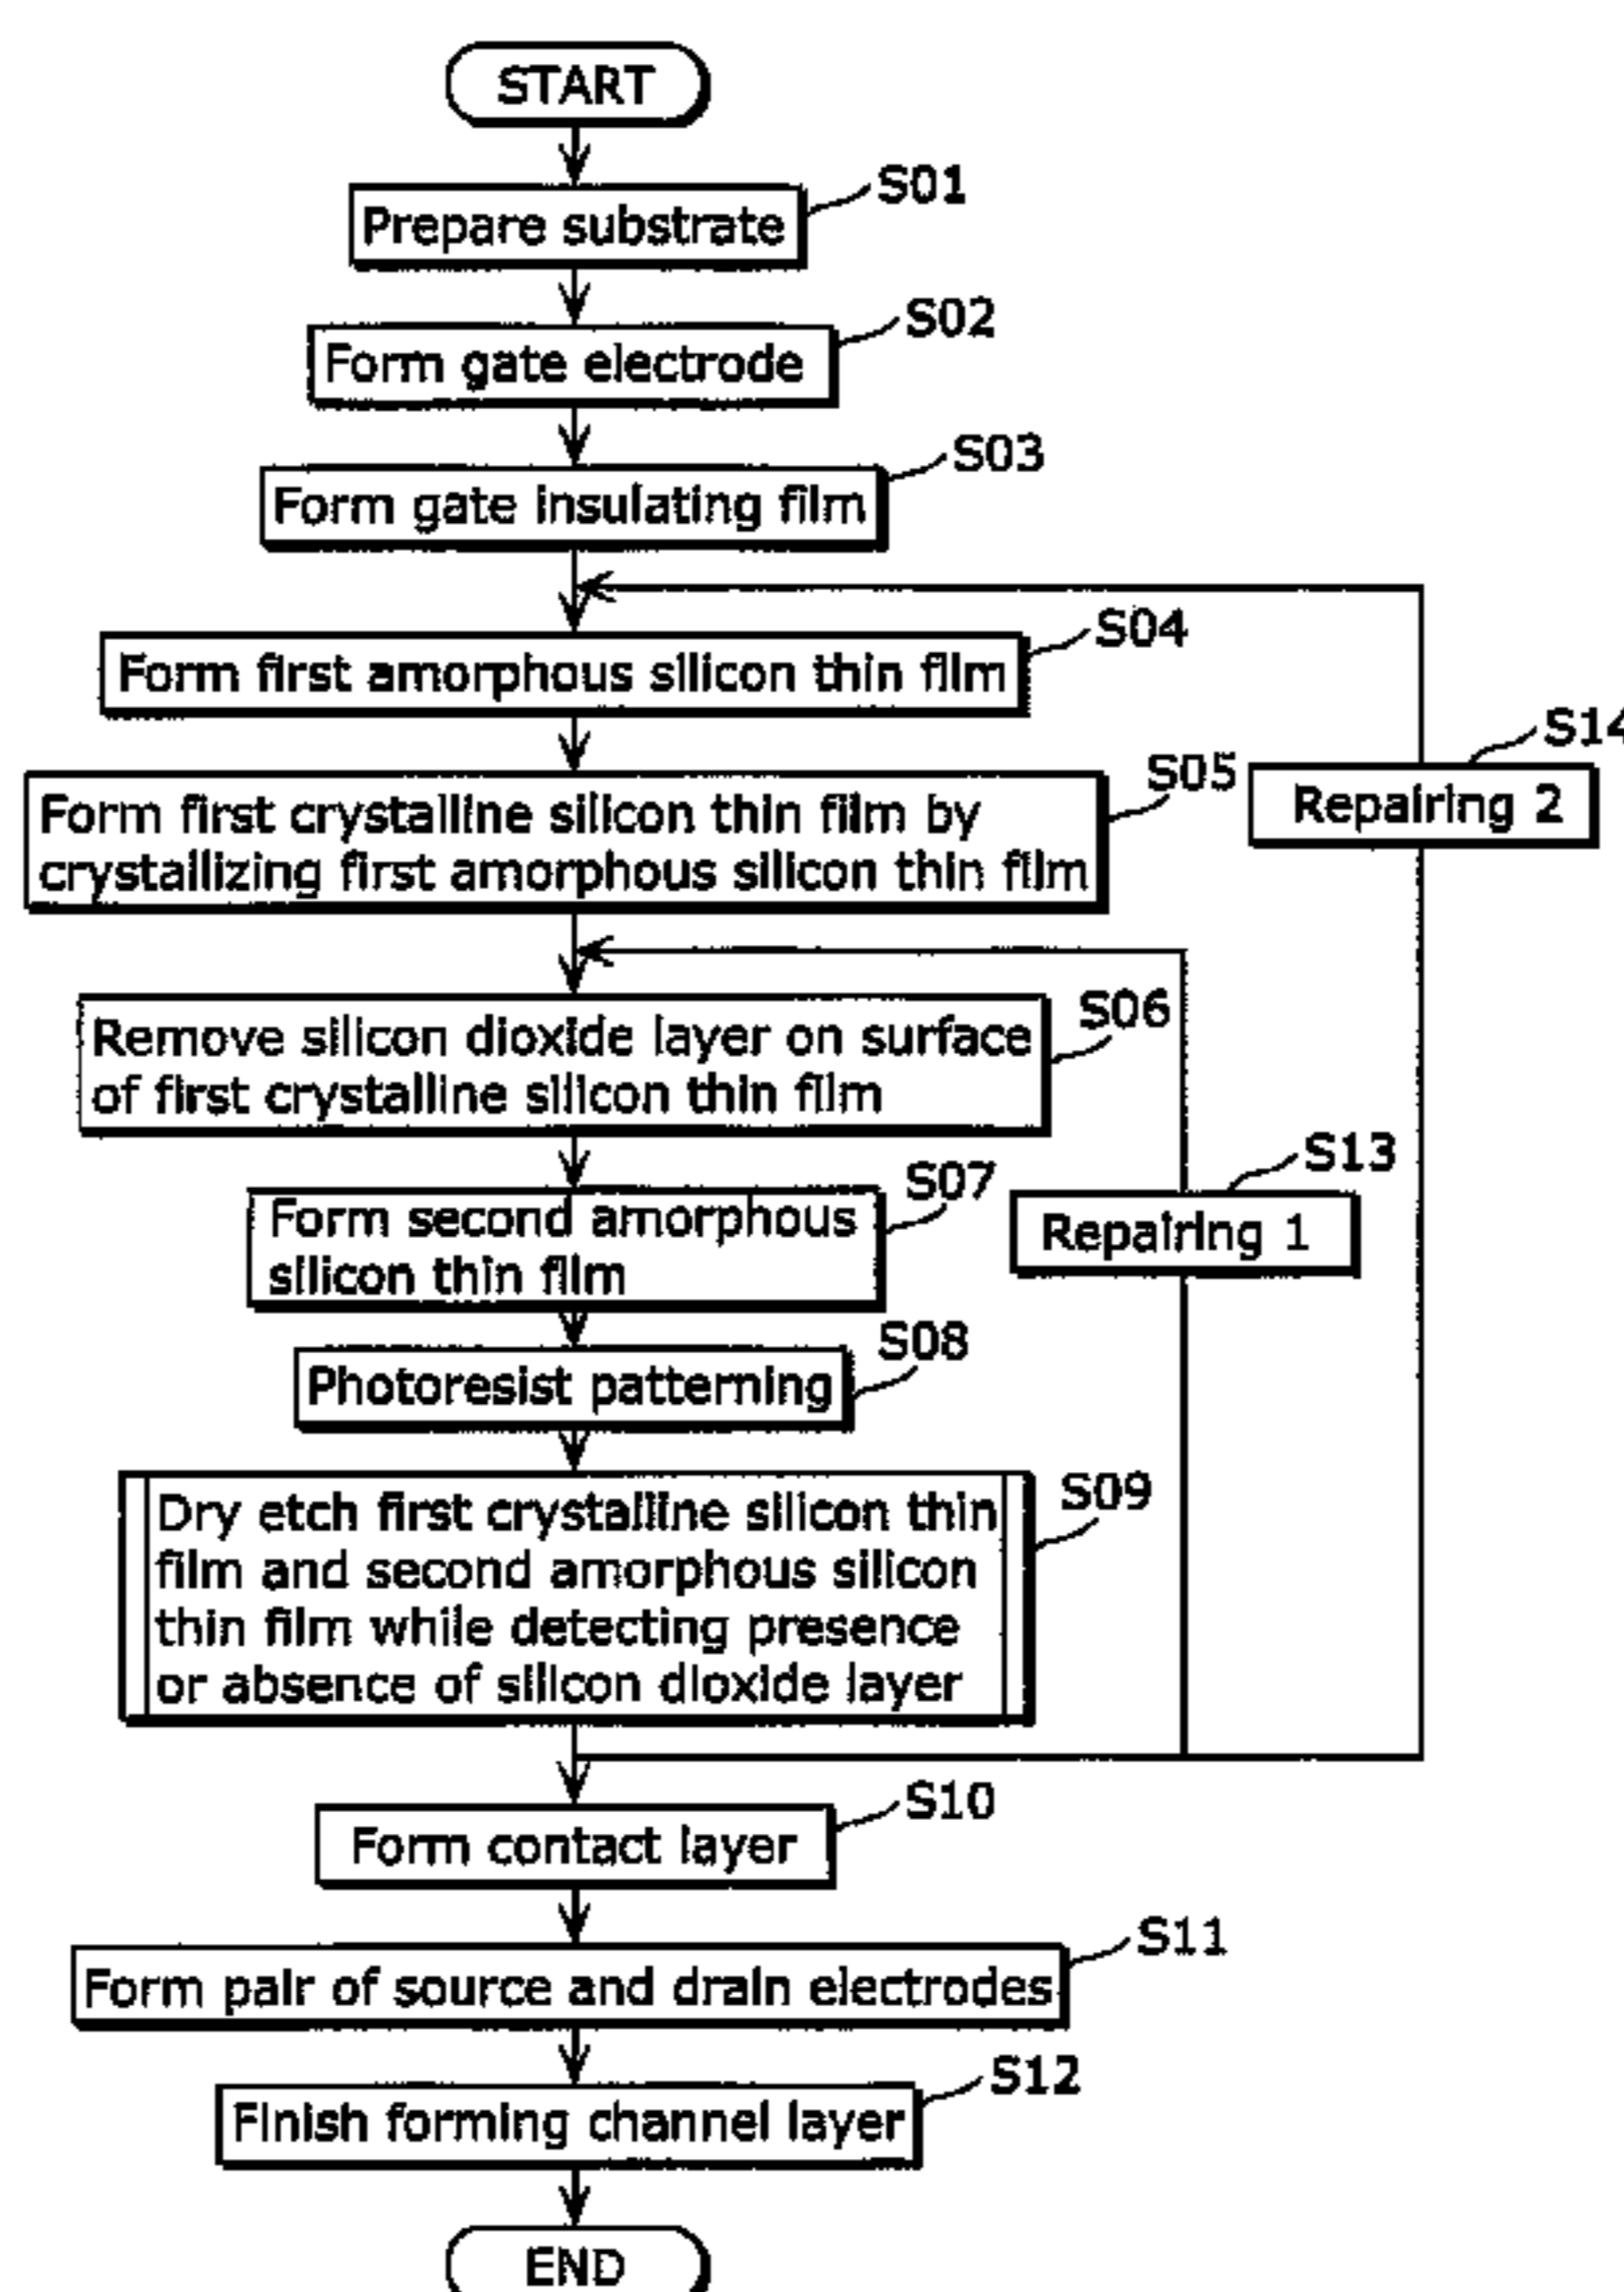 START
S01
Prepare substrate
S02
Form gate electrode
S03
Form gate insulating film
S04
Form first amorphous silicon thin film
S14
Repairing 2
S05
Form first crystalline silicon thin film by
crystallizing first amorphous silicon thin film
S06
Remove silicon dioxide layer on surface
of first crystalline silicon thin film
S13
Repairing 1
S07
Form second amorphous
silicon thin film
S08
Photoresist patterning
S09
Dry etch first crystalline silicon thin
film and second amorphous silicon
thin film while detecting presence
or absence of silicon dioxide layer
S10
Form contact layer
S11
Form pair of source and drain electrodes
S12
Finish forming channel layer
END